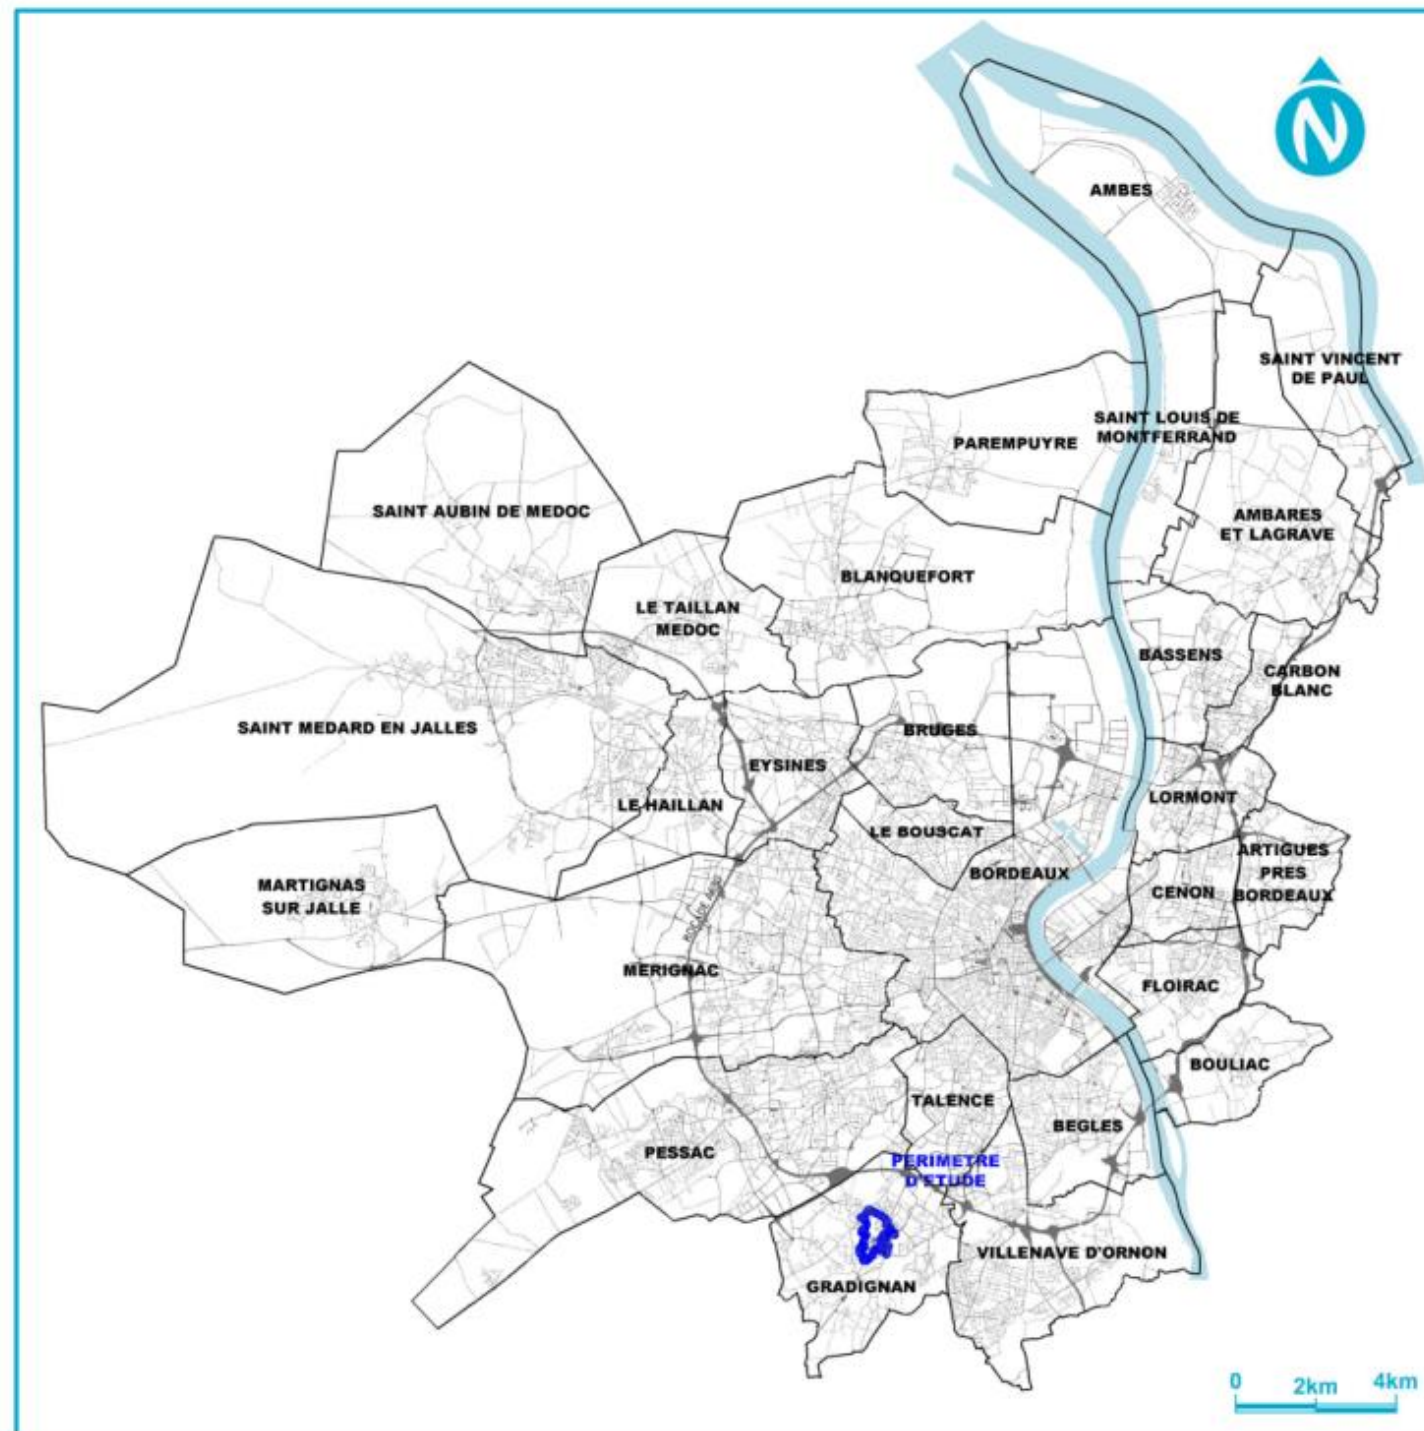 N
AMBES
SAINT VINCENT
DE PAUL
SAINT LOUIS DE
MONTFERRAND
PAREMPUYRE
SAINT AUBIN DE MEDOC
AMBARES
ET LAGRAVE
BLANQUEFORT
LE TAILLAN
MEDOC
BASSENS
CARBON
BLANC
SAINT MEDARD EN JALLES
BRUGES
EYSINES
LE HAILLAN
LORMONT
LE BOUSCAT
ARTIGUES
PRES
BORDEAUX
BORDEAUX
CENON
MARTIGNAS
SUR JALLE
ROCADE A630
MERIGNAC
FLOIRAC
BOULIAC
TALENCE
BEGLES
PESSAC
PERIMETRE
D'ETUDE
VILLENAVE D'ORNON
GRADIGNAN
0 2km 4km